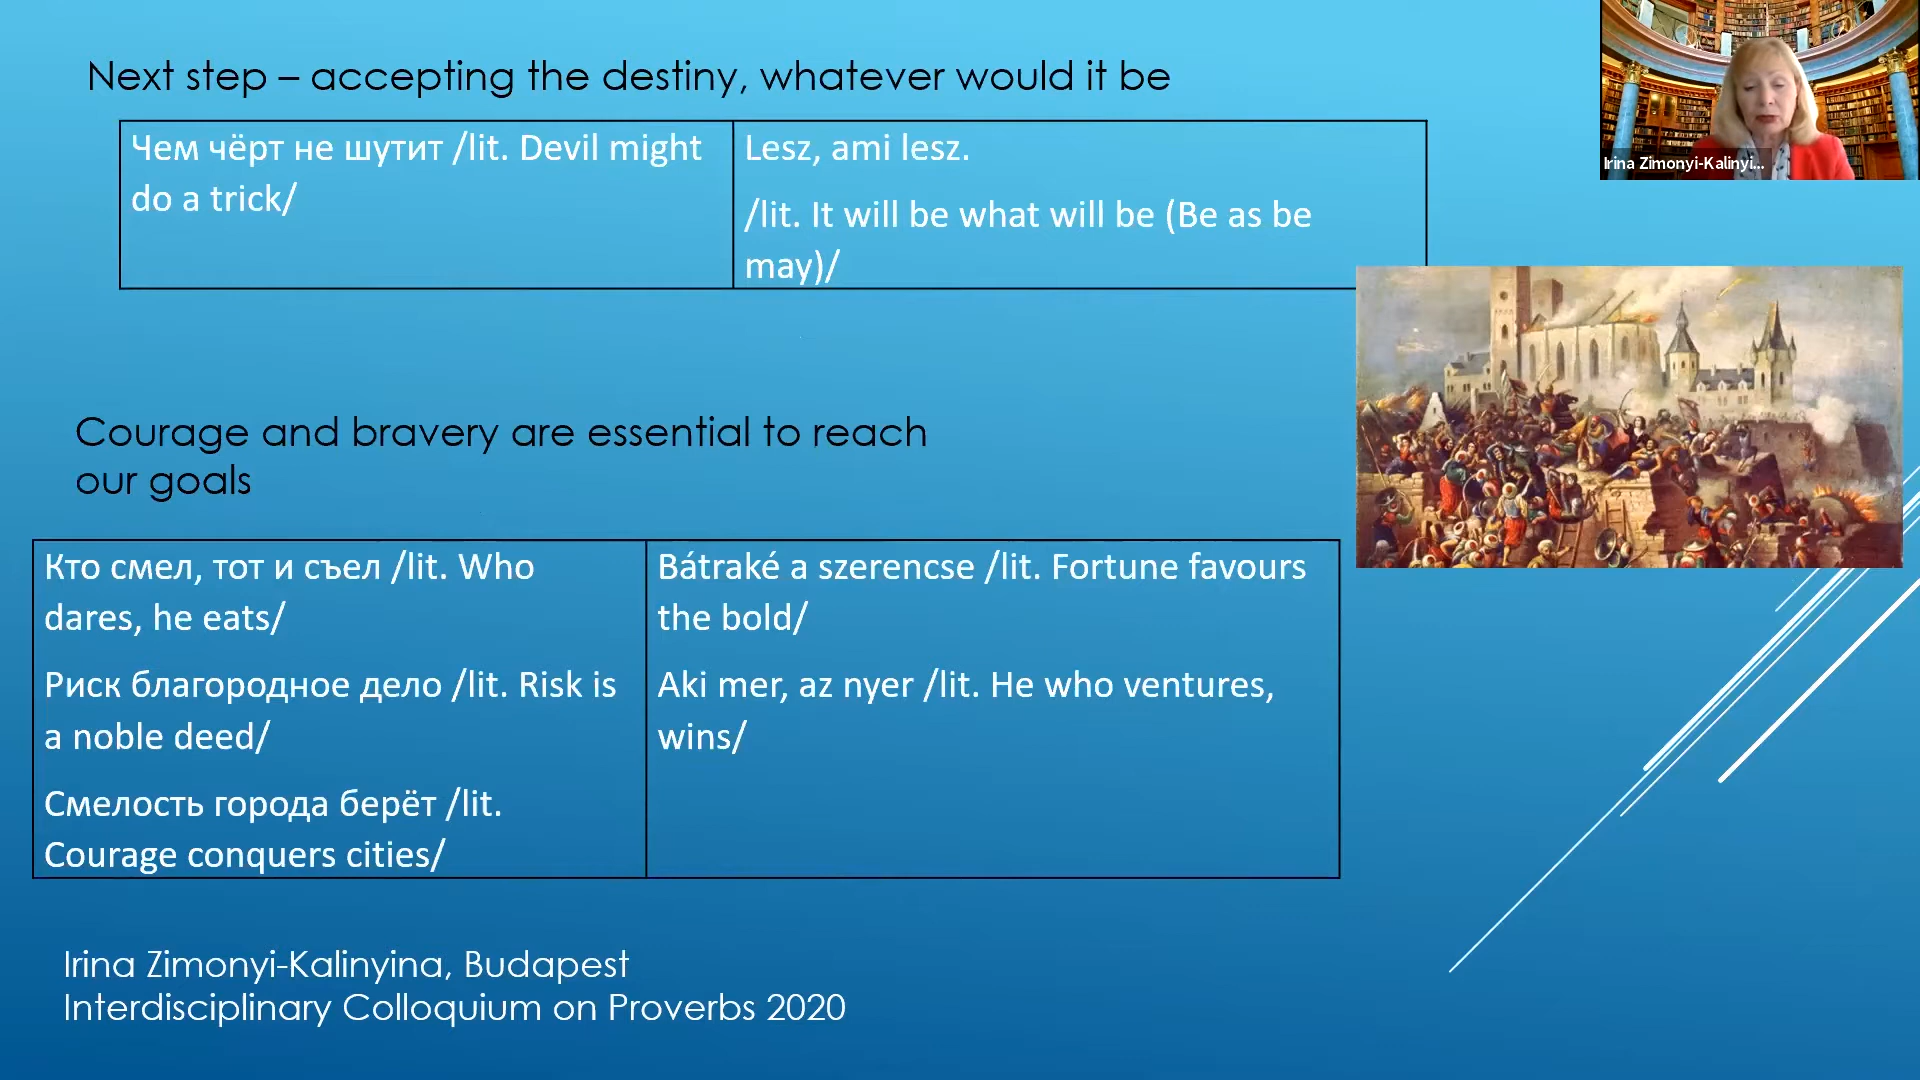 Next step – accepting the destiny, whatever would it be
Чем чёрт не шутит /lit. Devil might
do a trick/
Lesz, ami lesz.
/lit. It will be what will be (Be as be
may)/
Irina Zimonyi-Kalinyi...
Courage and bravery are essential to reach
our goals
Кто смел, тот и съел /lit. Who
dares, he eats/
Риск благородное дело /lit. Risk is
a noble deed/
Смелость города берёт /lit.
Courage conquers cities/
Bátraké a szerencse /lit. Fortune favours
the bold/
Aki mer, az nyer /lit. He who ventures,
wins/
Irina Zimonyi-Kalinyina, Budapest
Interdisciplinary Colloquium on Proverbs 2020